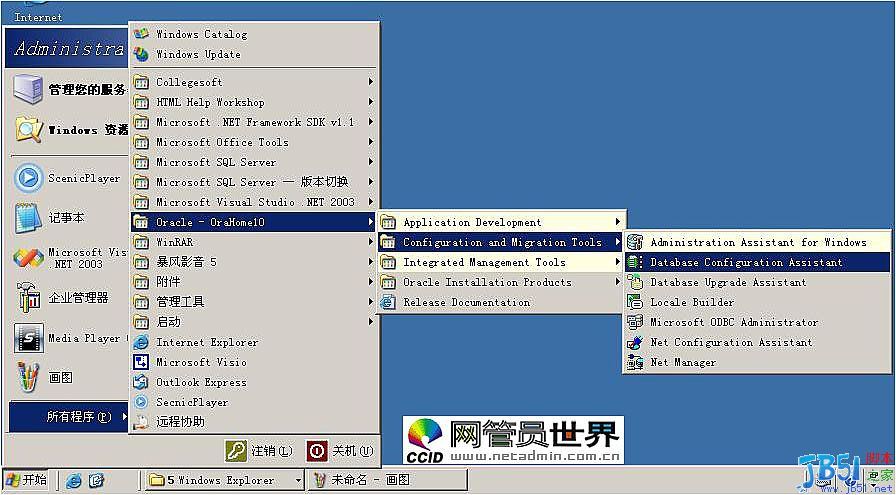 Internet
Administra
管理您的服务
Windows 资源
ScenicPlayer
记事本
Microsoft Vis
.NET 2003
企业管理器
Media Player
画图
所有程序(P)
Windows Catalog
Windows Update
Collegesoft
HTML Help Workshop
Microsoft .NET Framework SDK v1.1
Microsoft Office Tools
Microsoft SQL Server
Microsoft SQL Server — 版本切换
Microsoft Visual Studio .NET 2003
Oracle - OraHome10
WinRAR
暴风影音 5
附件
管理工具
启动
Internet Explorer
Microsoft Visio
Outlook Express
SecnicPlayer
远程协助
Application Development
Configuration and Migration Tools
Integrated Management Tools
Oracle Installation Products
Release Documentation
Administration Assistant for Windows
Database Configuration Assistant
Database Upgrade Assistant
Locale Builder
Microsoft ODBC Administrator
Net Configuration Assistant
Net Manager
注销(L)
关机(U)
CCID
网管员世界
www.netadmin.com.cn
开始
5 Windows Explorer
未命名 - 画图
JB51
脚本
之家
www.jb51.net